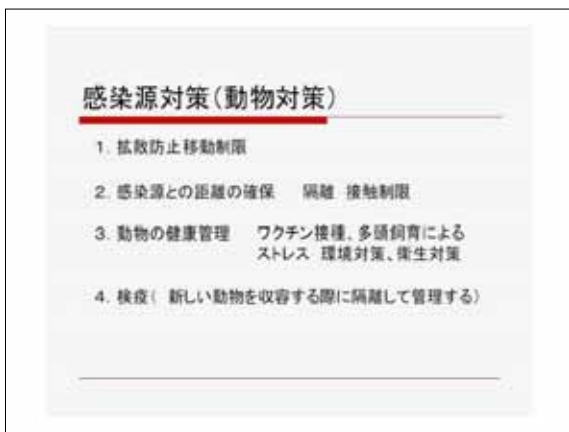 感染源対策(動物対策)
1. 拡散防止移動制限
2. 感染源との距離の確保　隔離 接触制限
3. 動物の健康管理　ワクチン接種、多頭飼育による
ストレス 環境対策、衛生対策
4. 検疫( 新しい動物を収容する際に隔離して管理する)